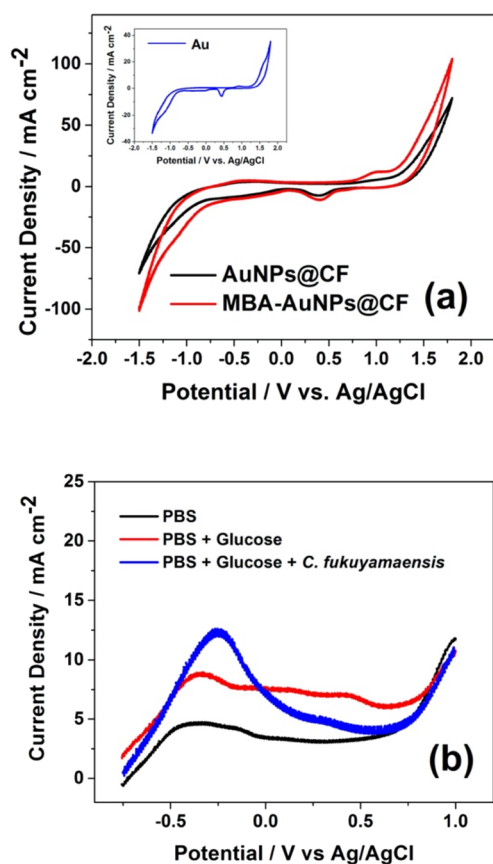 (a)
Au
Current Density / mA cm-2
40
20
0
-20
-40
-2.0 -1.5 -1.0 -0.5 0.0 0.5 1.0 1.5 2.0
Potential / V vs. Ag/AgCl
Current Density / mA cm-2
100
50
0
-50
-100
AuNPs@CF
MBA-AuNPs@CF
-2.0 -1.5 -1.0 -0.5 0.0 0.5 1.0 1.5 2.0
Potential / V vs. Ag/AgCl
Current Density / mA cm-2
25
20
15
10
5
0
PBS
PBS + Glucose
PBS + Glucose + C. fukuyamaensis
(b)
-0.5 0.0 0.5 1.0
Potential / V vs Ag/AgCl